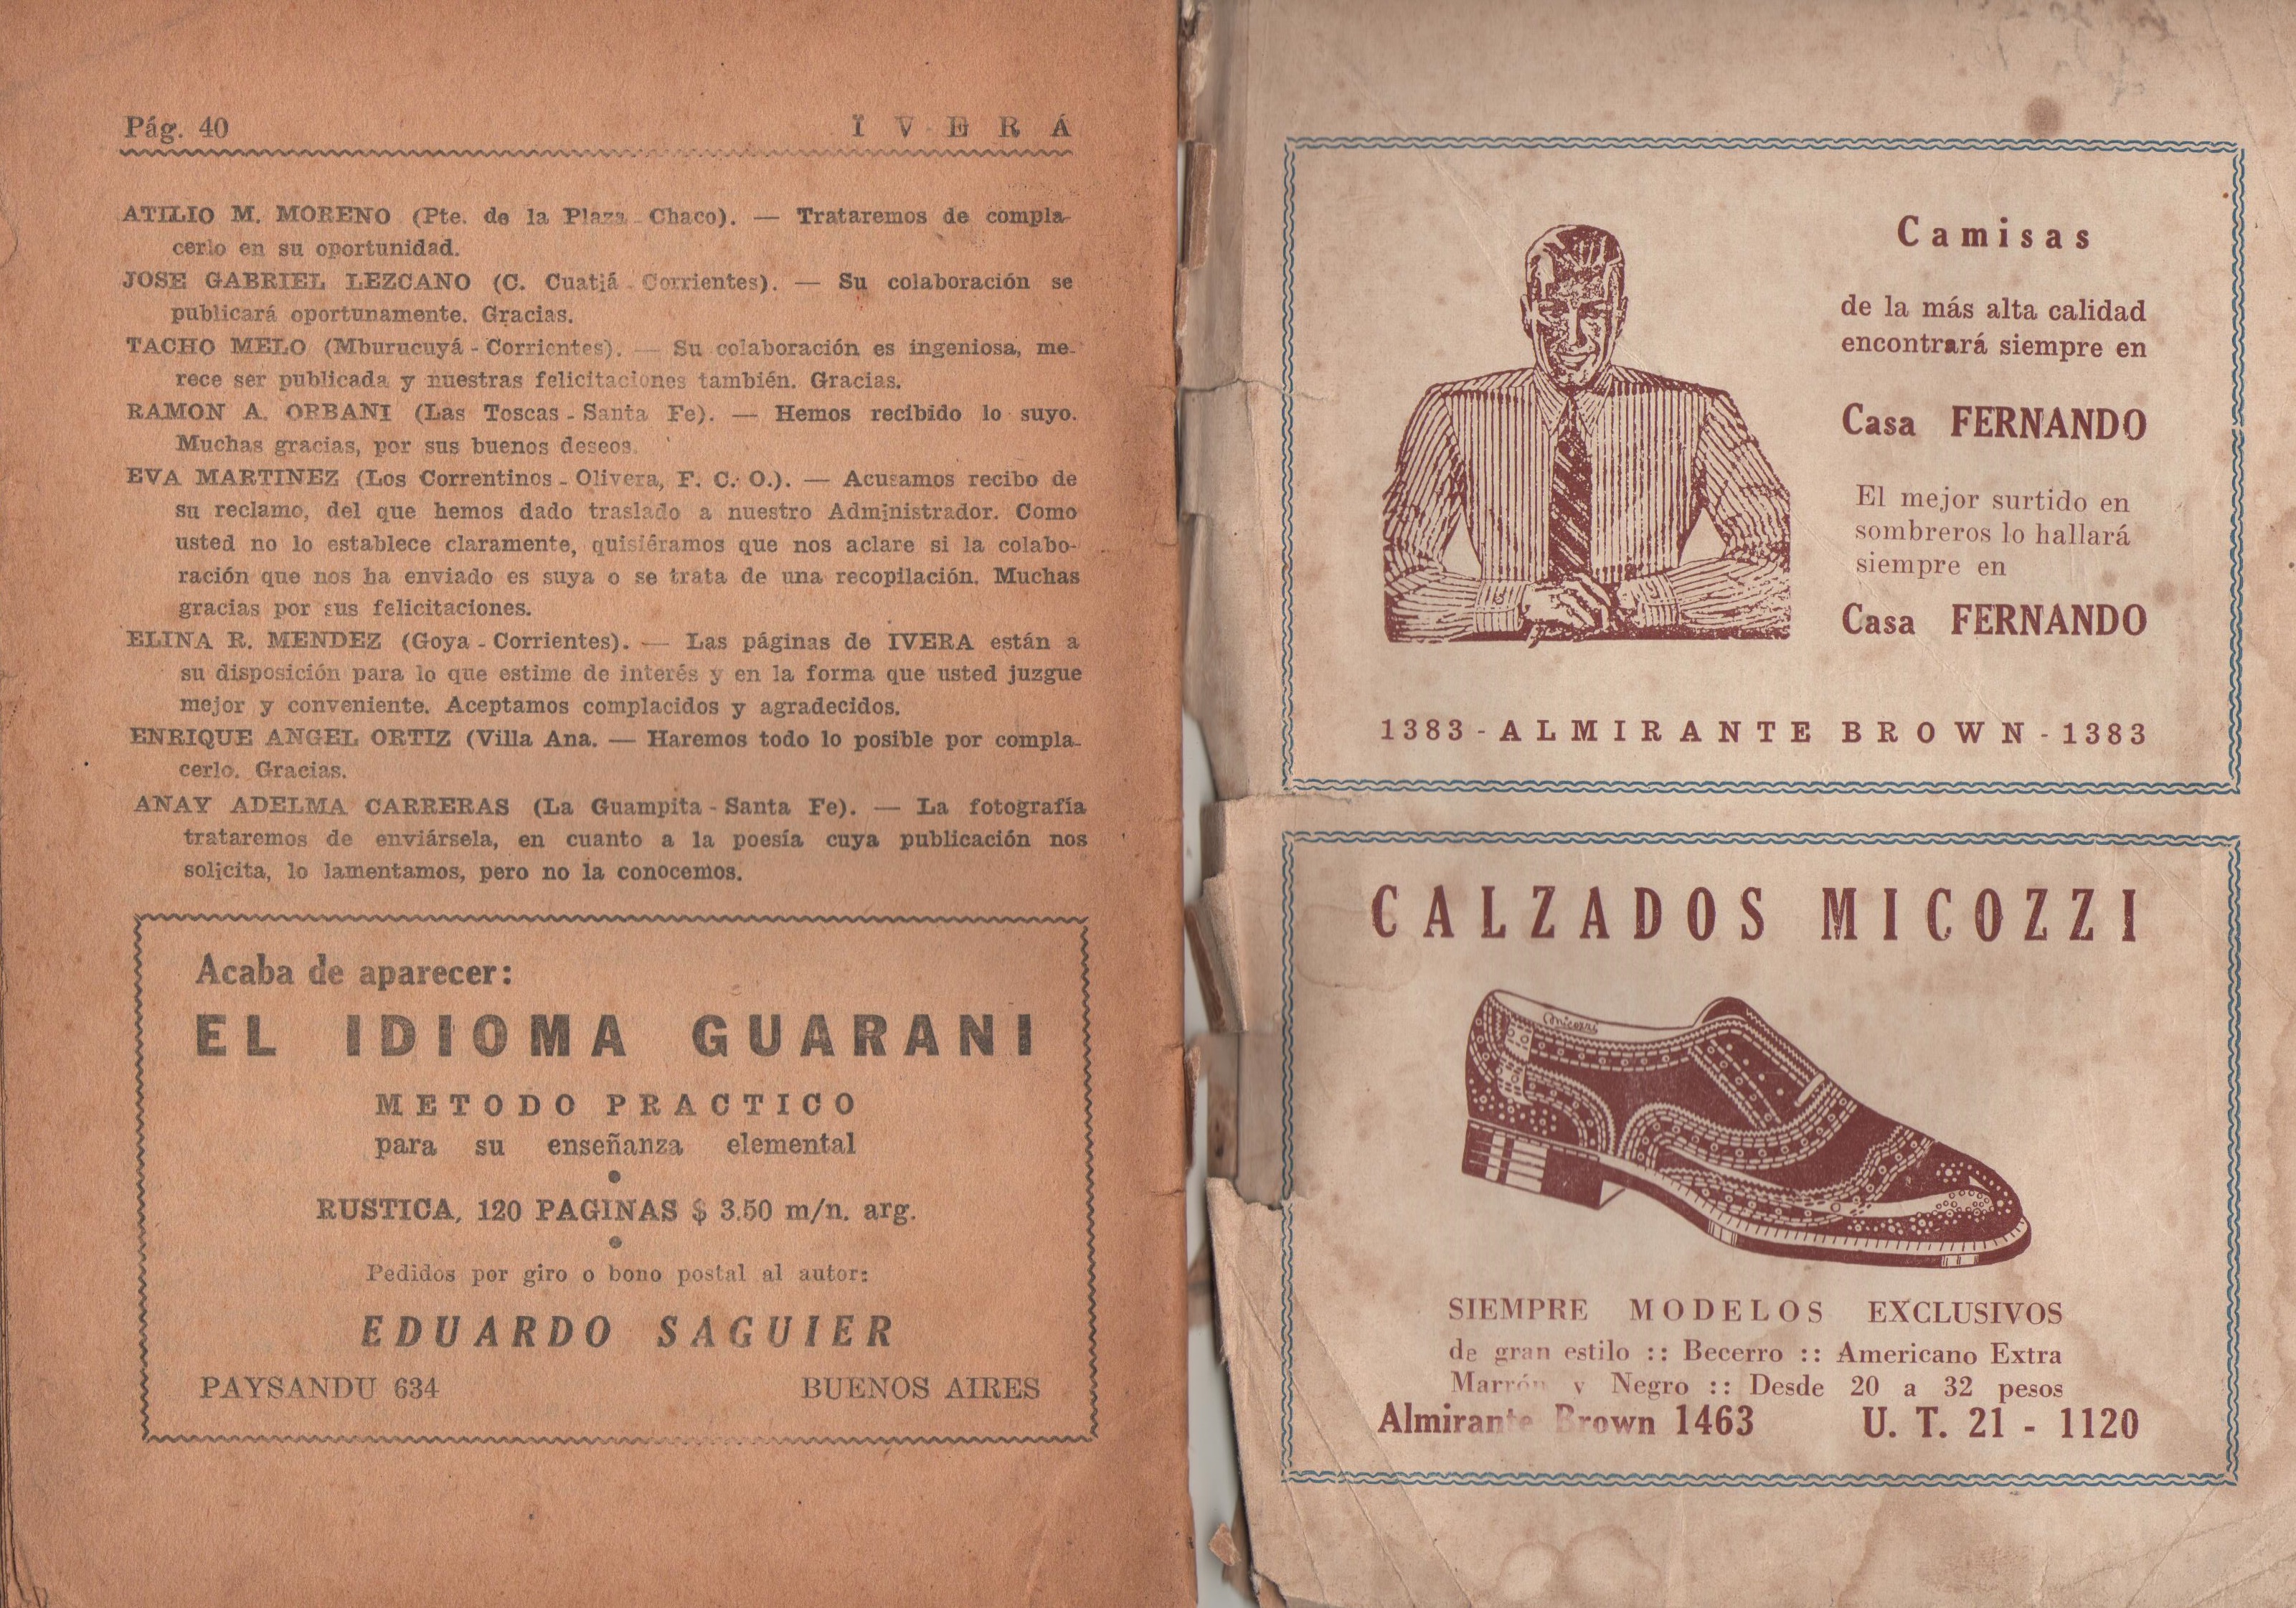 Pág. 40
ÏVERÁ
ATILIO M. MORENO (Pte. de la Plaza - Chaco). — Trataremos de compla-
cerlo en su oportunidad.
JOSE GABRIEL LEZCANO (C. Cuatiá - Corrientes). — Su colaboración se
publicará oportunamente. Gracias.
TACHO MELO (Mburucuyá - Corrientes). — Su colaboración es ingeniosa, me-
rece ser publicada y nuestras felicitaciones también. Gracias.
RAMON A. ORBANI (Las Toscas - Santa Fe). — Hemos recibido lo suyo.
Muchas gracias, por sus buenos deseos.
EVA MARTINEZ (Los Correntinos - Olivera, F. C. O.). — Acusamos recibo de
su reclamo, del que hemos dado traslado a nuestro Administrador. Como
usted no lo establece claramente, quisiéramos que nos aclare si la colabo-
ración que nos ha enviado es suya o se trata de una recopilación. Muchas
gracias por sus felicitaciones.
ELINA R. MENDEZ (Goya - Corrientes). — Las páginas de IVERA están a
su disposición para lo que estime de interés y en la forma que usted juzgue
mejor y conveniente. Aceptamos complacidos y agradecidos.
ENRIQUE ANGEL ORTIZ (Villa Ana. — Haremos todo lo posible por compla-
cerlo. Gracias.
ANAY ADELMA CARRERAS (La Guampita - Santa Fe). — La fotografía
trataremos de enviársela, en cuanto a la poesía cuya publicación nos
solicita, lo lamentamos, pero no la conocemos.
Acaba de aparecer:
EL IDIOMA GUARANI
METODO PRACTICO
para su enseñanza elemental
RUSTICA, 120 PAGINAS $ 3.50 m/n. arg.
Pedidos por giro o bono postal al autor:
EDUARDO SAGUIER
PAYSANDU 634 BUENOS AIRES
Camisas
de la más alta calidad
encontrará siempre en
Casa FERNANDO
El mejor surtido en
sombreros lo hallará
siempre en
Casa FERNANDO
1383 - ALMIRANTE BROWN - 1383
CALZADOS MICOZZI
Micozzi
SIEMPRE MODELOS EXCLUSIVOS
de gran estilo :: Becerro :: Americano Extra
Marrón y Negro :: Desde 20 a 32 pesos
Almirante Brown 1463 U. T. 21 - 1120